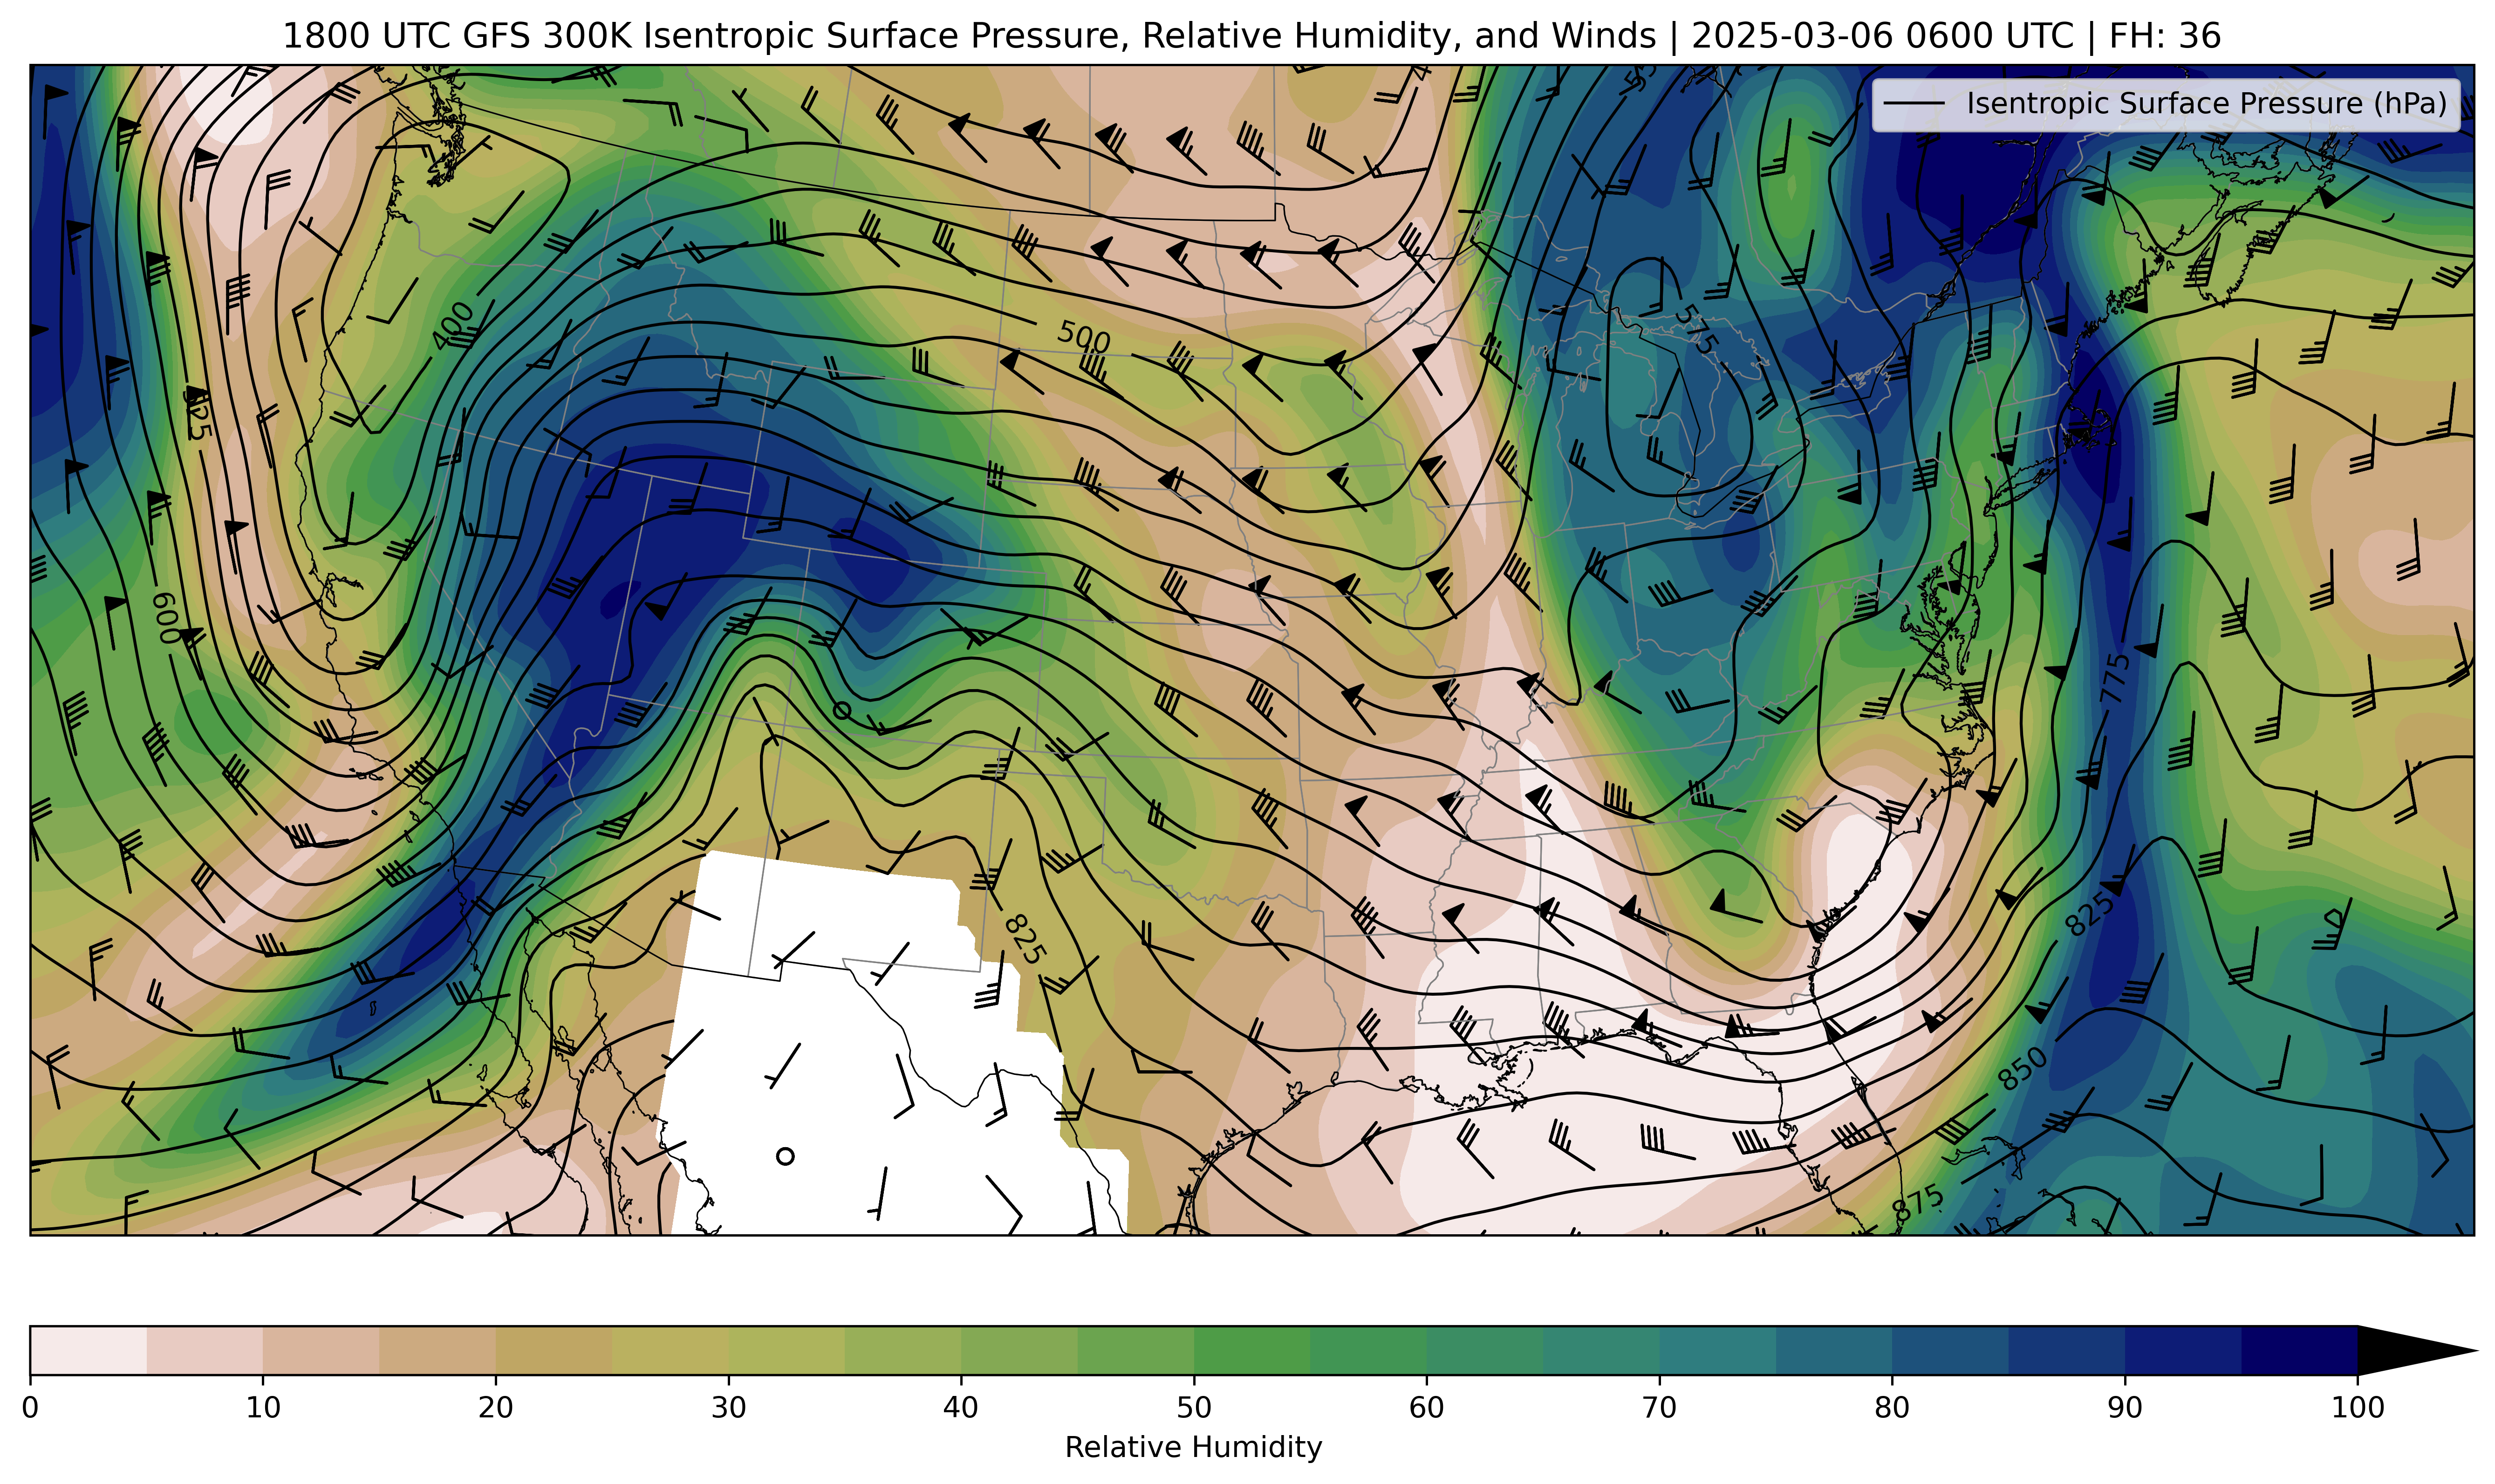 1800 UTC GFS 300K Isentropic Surface Pressure, Relative Humidity, and Winds | 2025-03-06 0600 UTC | FH: 36
Isentropic Surface Pressure (hPa)
575
400
500
600
775
825
825
850
875
0 10 20 30 40 50 60 70 80 90 100
Relative Humidity